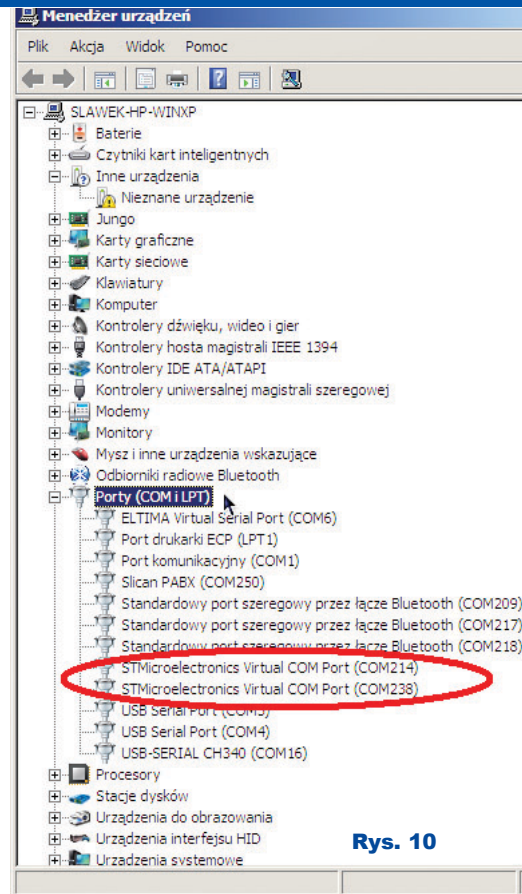 Menedżer urządzeń
Plik Akcja Widok Pomoc
SLAWEK-HP-WINXP
Baterie
Czytniki kart inteligentnych
Inne urządzenia
Nieznane urządzenie
Jungo
Karty graficzne
Karty sieciowe
Klawiatury
Komputer
Kontrolery dźwięku, wideo i gier
Kontrolery hosta magistrali IEEE 1394
Kontrolery IDE ATA/ATAPI
Kontrolery uniwersalnej magistrali szeregowej
Modemy
Monitory
Mysz i inne urządzenia wskazujące
Odbiorniki radiowe Bluetooth
Porty (COM i LPT)
ELTIMA Virtual Serial Port (COM6)
Port drukarki ECP (LPT1)
Port komunikacyjny (COM1)
Slican PABX (COM250)
Standardowy port szeregowy przez łącze Bluetooth (COM209)
Standardowy port szeregowy przez łącze Bluetooth (COM217)
Standardowy port szeregowy przez łącze Bluetooth (COM218)
STMicroelectronics Virtual COM Port (COM214)
STMicroelectronics Virtual COM Port (COM238)
USB Serial Port (COM3)
USB Serial Port (COM4)
USB-SERIAL CH340 (COM16)
Procesory
Stacje dysków
Urządzenia do obrazowania
Urządzenia interfejsu HID
Urządzenia systemowe
Rys. 10